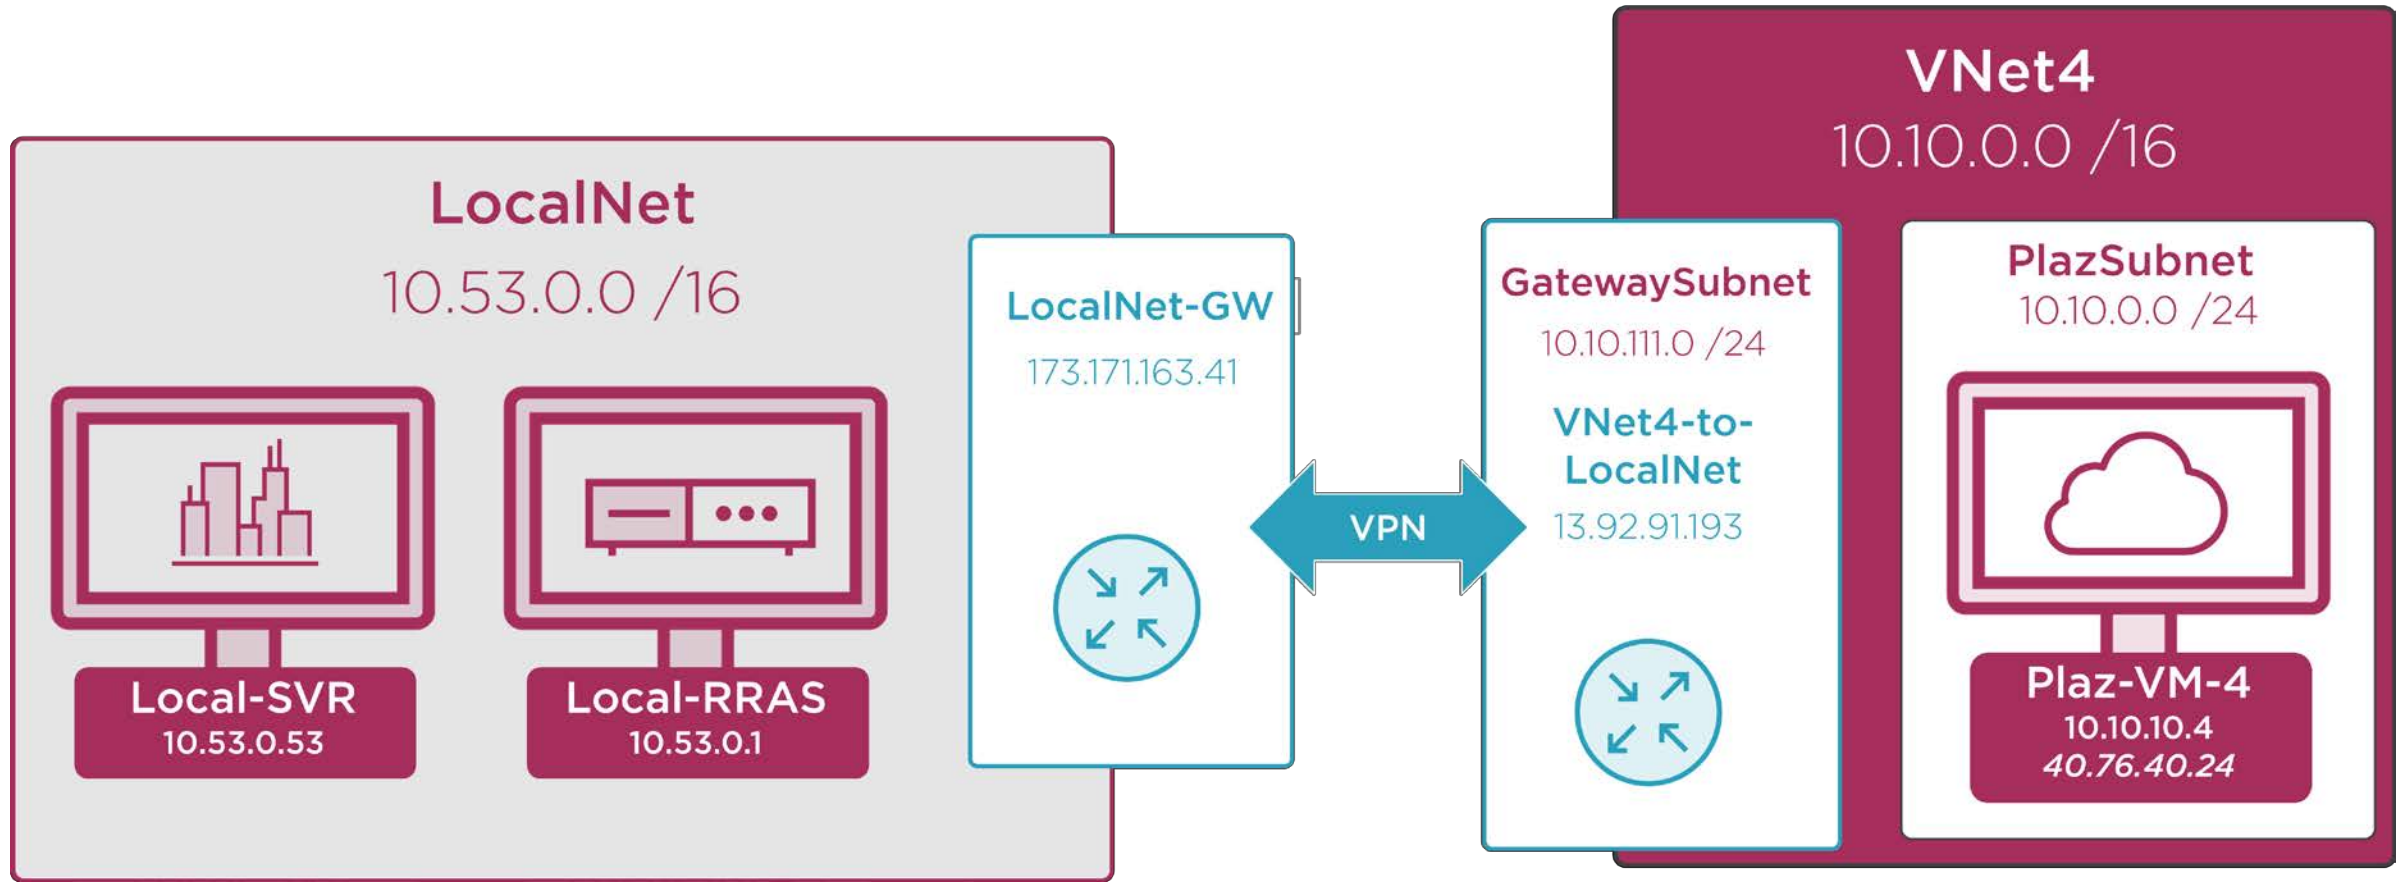 LocalNet
10.53.0.0 /16
Local-SVR
10.53.0.53
Local-RRAS
10.53.0.1
LocalNet-GW
173.171.163.41
VPN
VNet4
10.10.0.0 /16
GatewaySubnet
10.10.111.0 /24
VNet4-to-
LocalNet
13.92.91.193
PlazSubnet
10.10.0.0 /24
Plaz-VM-4
10.10.10.4
40.76.40.24